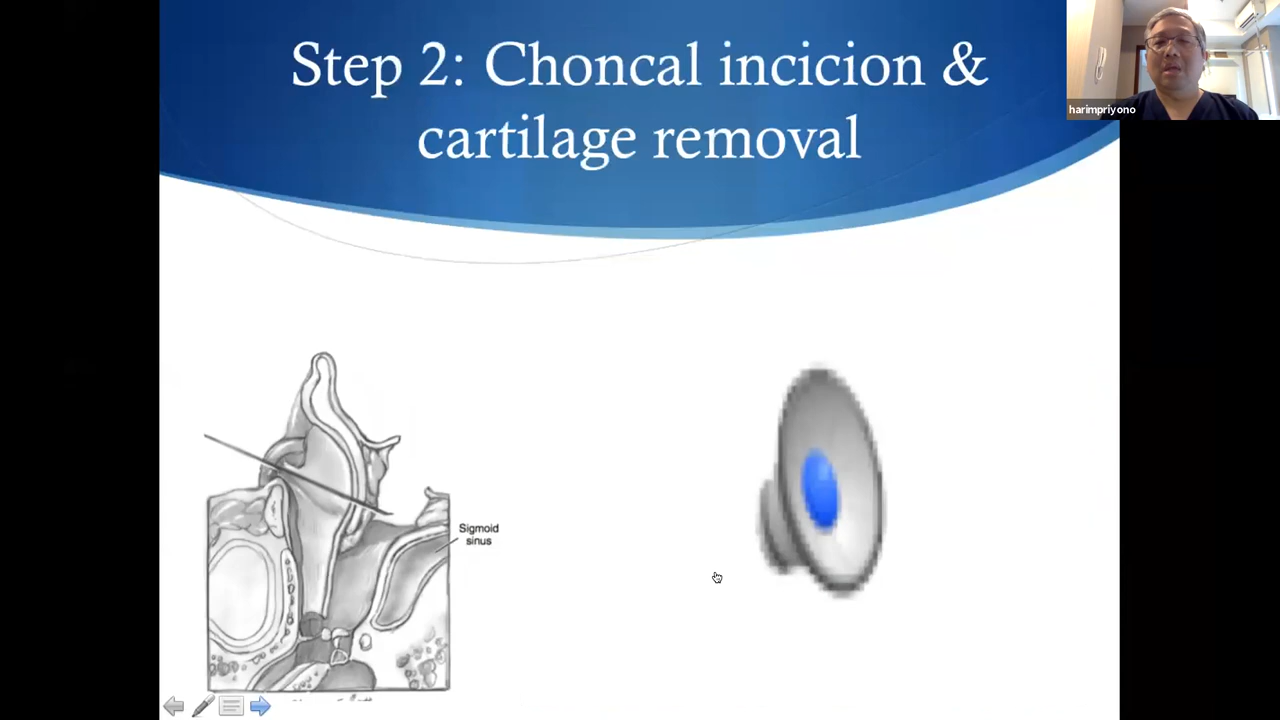 Step 2: Choncal incicion &
cartilage removal
harimpriyono
Sigmoid
sinus